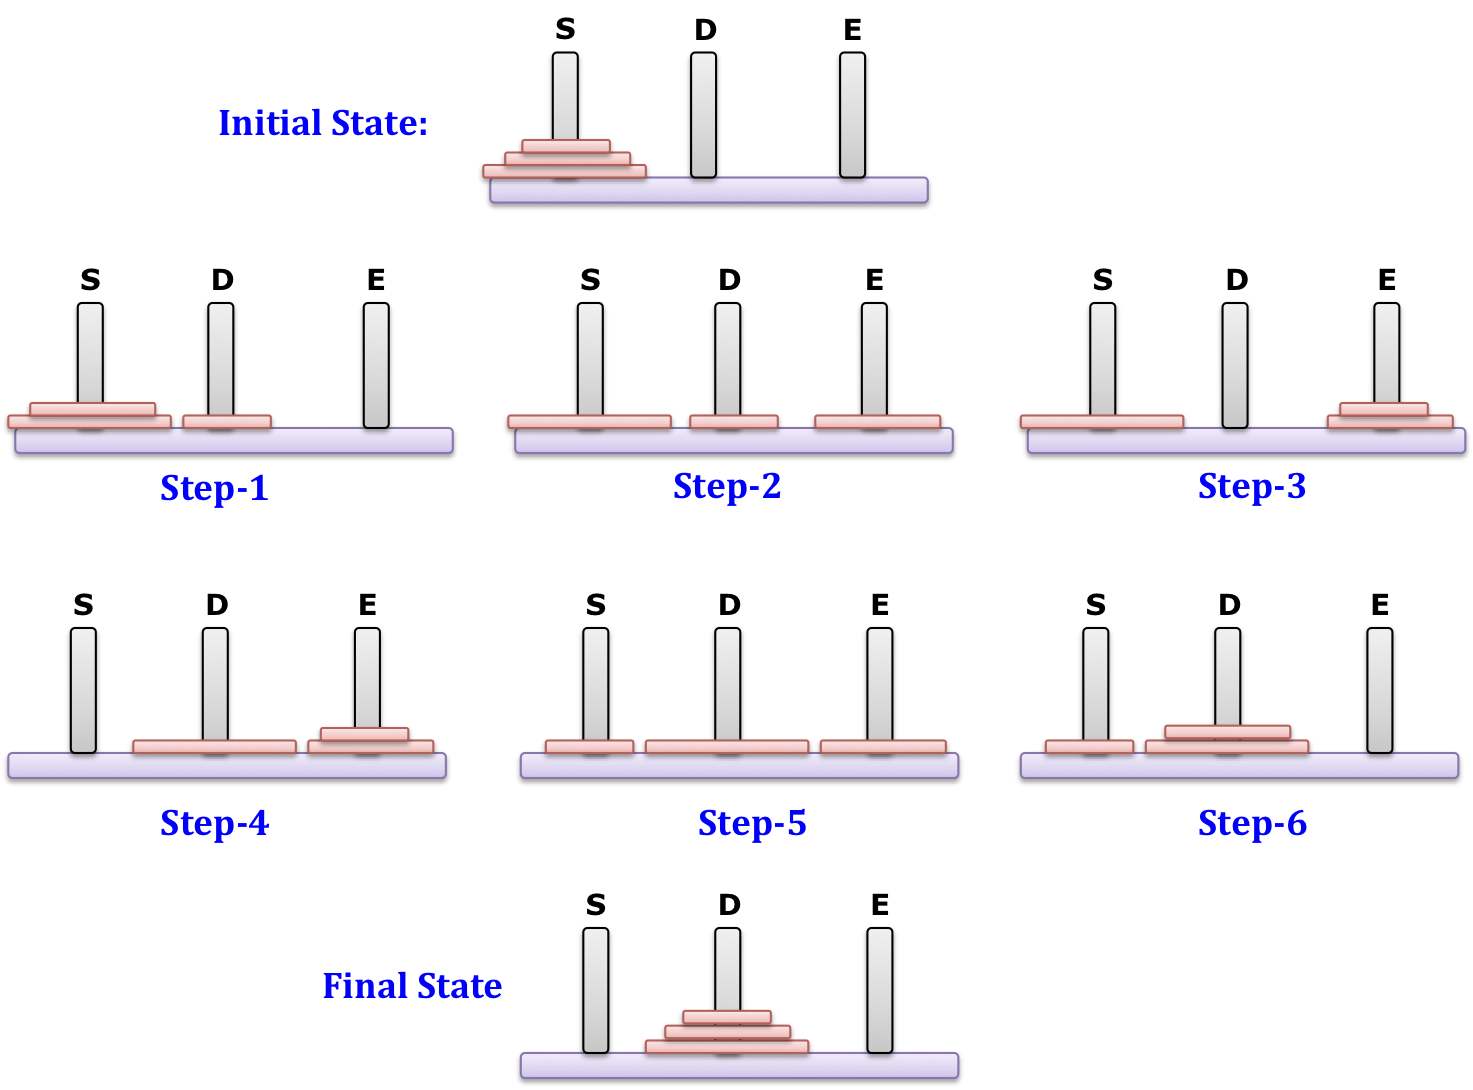 S D E
Initial State:
S D E S D E S D E
Step-1 Step-2 Step-3
S D E S D E S D E
Step-4 Step-5 Step-6
S D E
Final State